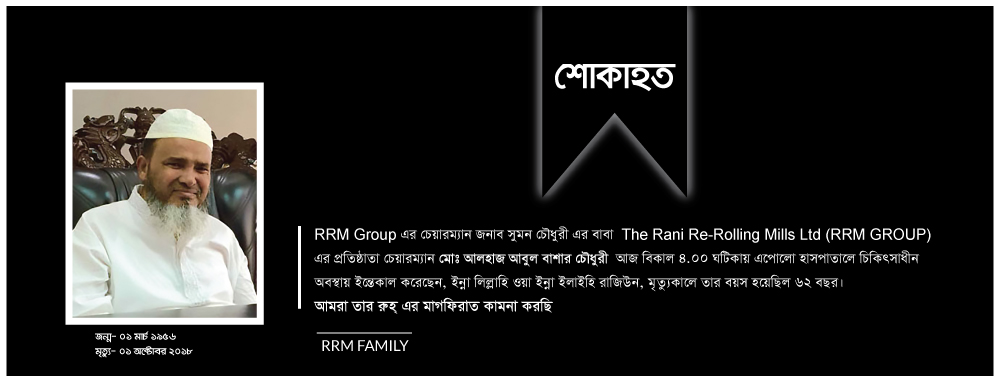 শোকাহত
RRM Group এর চেয়ারম্যান জনাব সুমন চৌধুরী এর বাবা The Rani Re-Rolling Mills Ltd (RRM GROUP)
এর প্রতিষ্ঠাতা চেয়ারম্যান মোঃ আলহাজ আবুল বাশার চৌধুরী আজ বিকাল ৪.০০ ঘটিকায় এপোলো হাসপাতালে চিকিৎসাধীন
অবস্থায় ইন্তেকাল করেছেন, ইন্না লিল্লাহি ওয়া ইন্না ইলাইহি রাজিউন, মৃত্যুকালে তার বয়স হয়েছিল ৬২ বছর।
আমরা তার রুহ্ এর মাগফিরাত কামনা করছি
RRM FAMILY
জন্ম- ০১ মার্চ ১৯৫৬
মৃত্যু- ০১ অক্টোবর ২০১৮